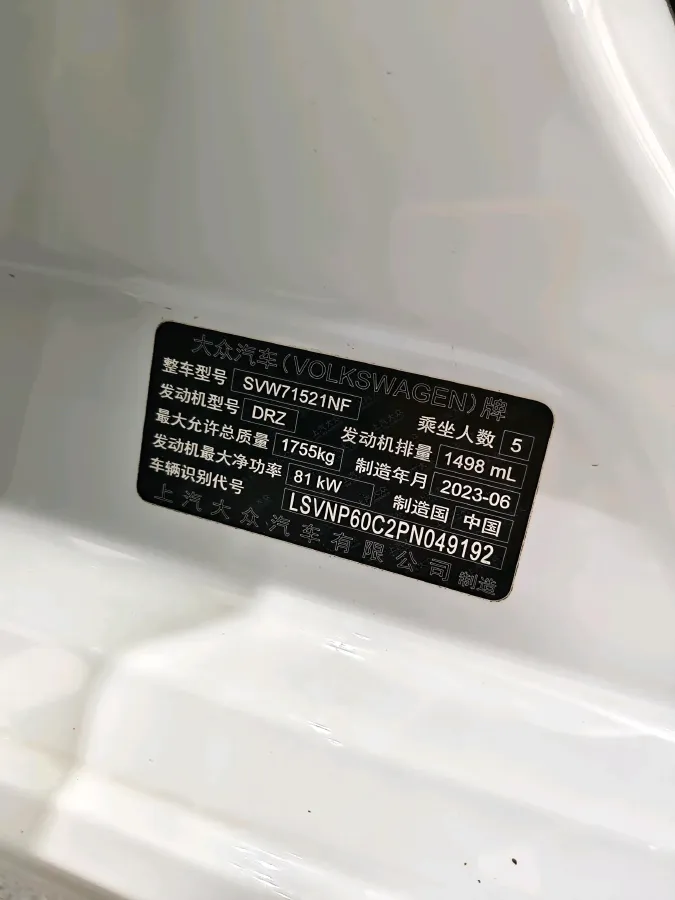 大众汽车(VOLKSWAGEN)牌
整车型号 SVW71521NF 乘坐人数 5
发动机型号 DRZ 发动机排量 1498 mL
最大允许总质量 1755kg 制造年月 2023-06
发动机最大净功率 81 kW 制造国 中国
车辆识别代号 LSVNP60C2PN049192
上汽大众汽车有限公司 制造